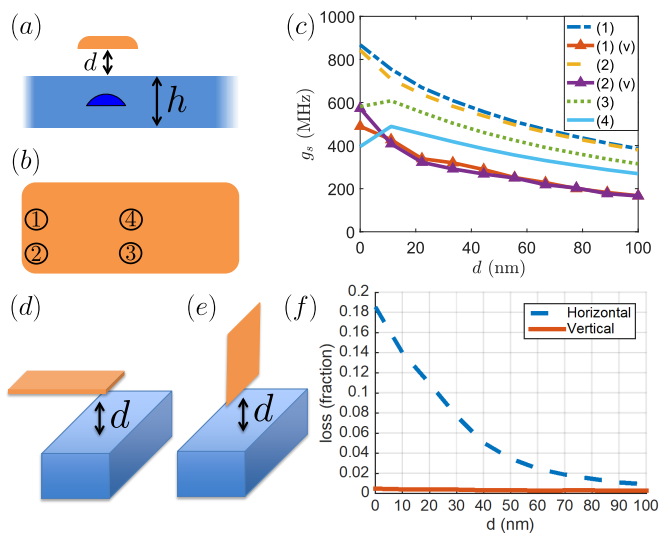 (a)
d
h
(b)
① ④
② ③
(c)
1000
800
600
400
200
0
g_s (MHz)
0 20 40 60 80 100
d (nm)
(1)
(1) (v)
(2)
(2) (v)
(3)
(4)
(d)
d
(e)
d
(f)
0.2
0.18
0.16
0.14
0.12
0.1
0.08
0.06
0.04
0.02
0
loss (fraction)
0 10 20 30 40 50 60 70 80 90 100
d (nm)
Horizontal
Vertical